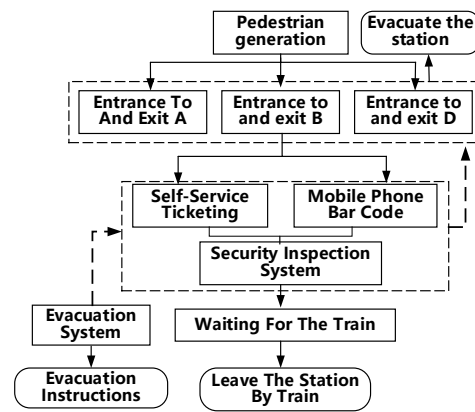 Pedestrian
generation
Evacuate the
station
Entrance To
And Exit A
Entrance to
and exit B
Entrance to
and exit D
Self-Service
Ticketing
Mobile Phone
Bar Code
Security Inspection
System
Evacuation
System
Waiting For The Train
Evacuation
Instructions
Leave The Station
By Train